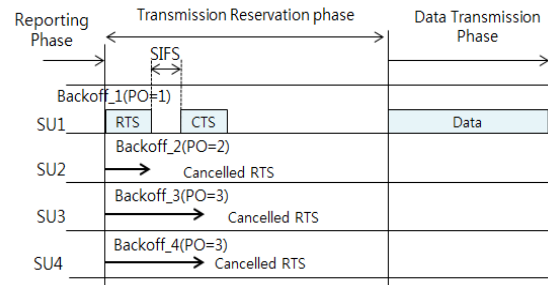 Reporting Phase
Transmission Reservation phase
Data Transmission Phase
SIFS
Backoff_1(PO=1)
SU1
RTS
CTS
Data
Backoff_2(PO=2)
SU2
Cancelled RTS
Backoff_3(PO=3)
SU3
Cancelled RTS
Backoff_4(PO=3)
SU4
Cancelled RTS